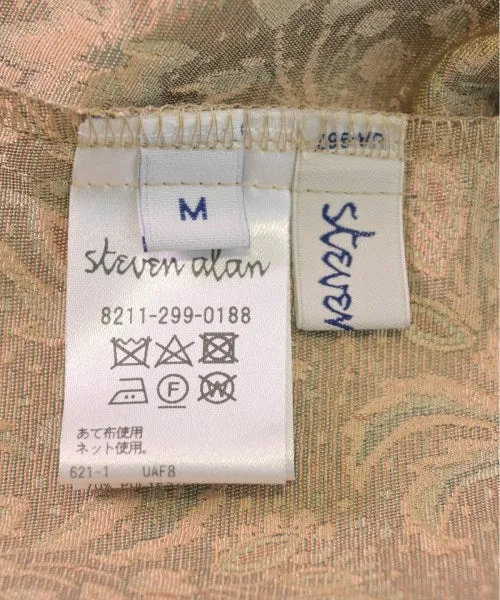 M
steven alan
8211-299-0188
F
W
あて布使用
ネット使用。
621-1 UAF8
steven